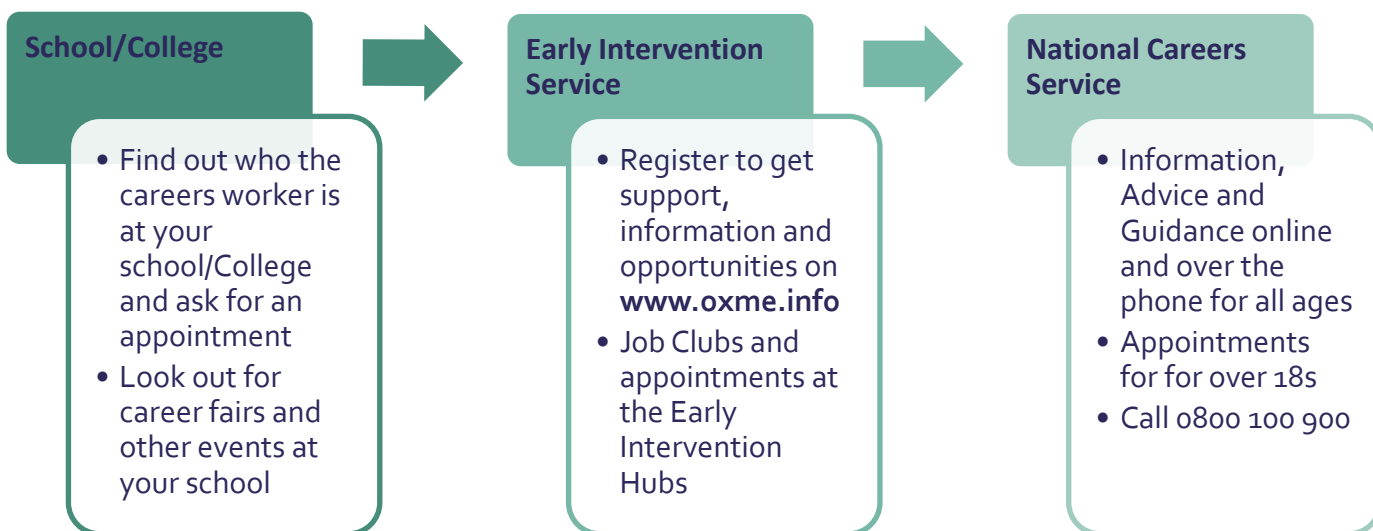 School/College
• Find out who the
careers worker is
at your
school/College
and ask for an
appointment
• Look out for
career fairs and
other events at
your school
Early Intervention
Service
• Register to get
support,
information and
opportunities on
www.oxme.info
• Job Clubs and
appointments at
the Early
Intervention
Hubs
National Careers
Service
• Information,
Advice and
Guidance online
and over the
phone for all ages
• Appointments
for for over 18s
• Call 0800 100 900